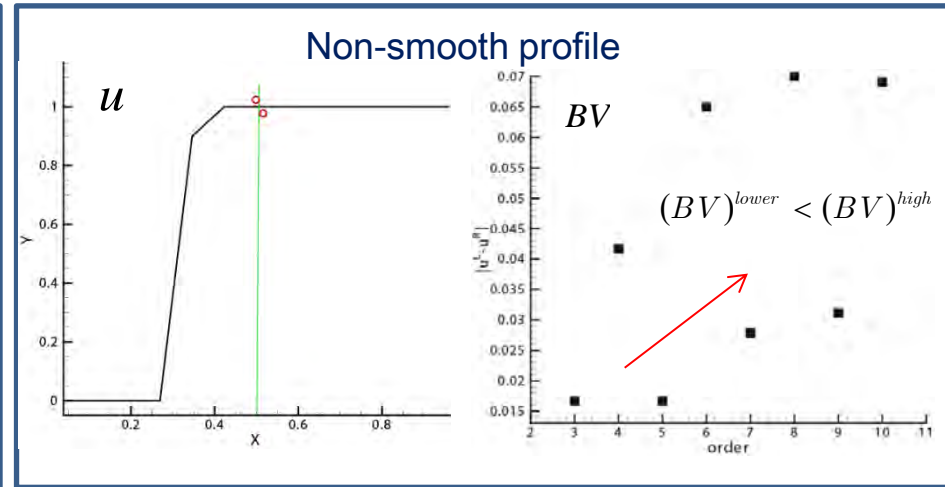 Non-smooth profile
u
1
0.8
0.6
0.4
0.2
0
Y
0.2
0.4
0.6
0.8
X
BV
(BV)^{lower} < (BV)^{high}
0.07
0.065
0.06
0.055
0.05
0.045
0.04
0.035
0.03
0.025
0.02
0.015
|u^L-u^R|
2 3 4 5 6 7 8 9 10 11
order